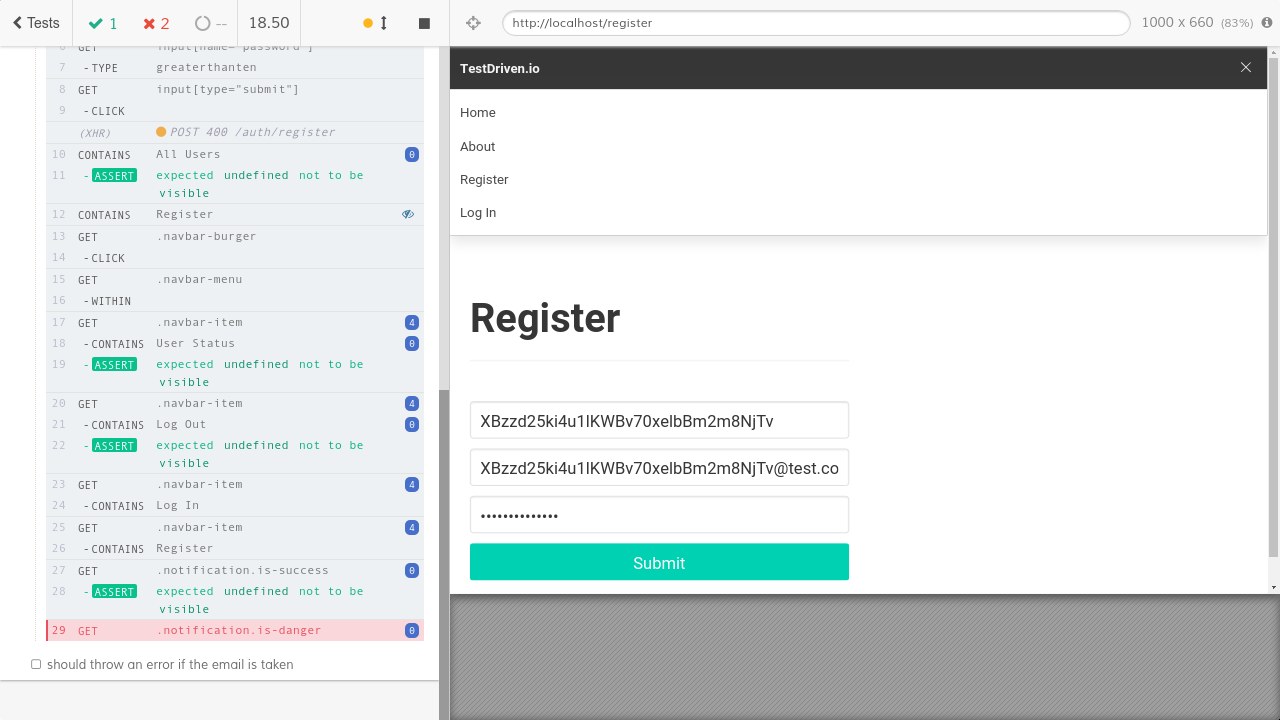 Tests
1
2
--
18.50
http://localhost/register
1000 x 660 (83%)
6 GET input[name="password"]
7 -TYPE greaterthanten
8 GET input[type="submit"]
9 -CLICK
(XHR) POST 400 /auth/register
10 CONTAINS All Users 0
11 -ASSERT expected undefined not to be
visible
12 CONTAINS Register
13 GET .navbar-burger
14 -CLICK
15 GET .navbar-menu
16 -WITHIN
17 GET .navbar-item 4
18 -CONTAINS User Status 0
19 -ASSERT expected undefined not to be
visible
20 GET .navbar-item 4
21 -CONTAINS Log Out 0
22 -ASSERT expected undefined not to be
visible
23 GET .navbar-item 4
24 -CONTAINS Log In
25 GET .navbar-item 4
26 -CONTAINS Register
27 GET .notification.is-success 0
28 -ASSERT expected undefined not to be
visible
29 GET .notification.is-danger 0
should throw an error if the email is taken
TestDriven.io
Home
About
Register
Log In
Register
XBzzd25ki4u1lKWBv70xelbBm2m8NjTv
XBzzd25ki4u1lKWBv70xelbBm2m8NjTv@test.co
••••••••••••••
Submit